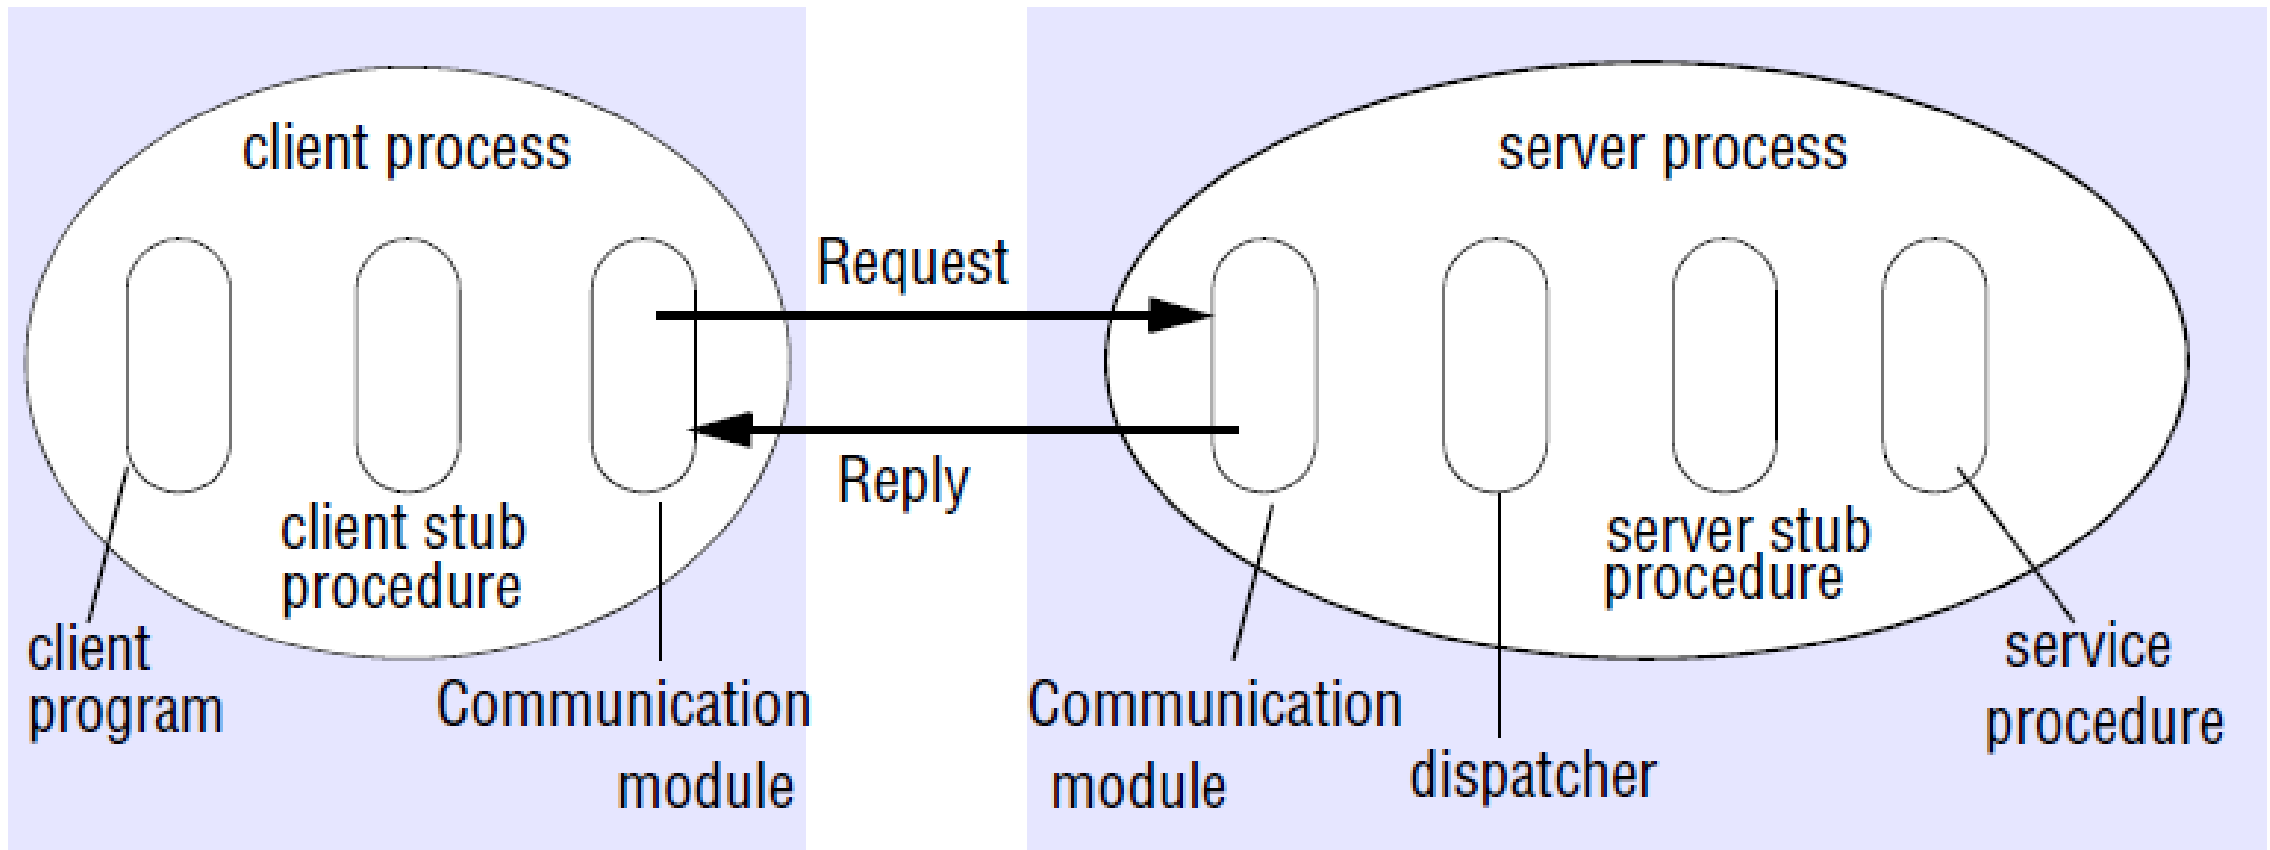 client process
server process
Request
Reply
client stub
procedure
server stub
procedure
client
program
Communication
module
Communication
module
dispatcher
service
procedure